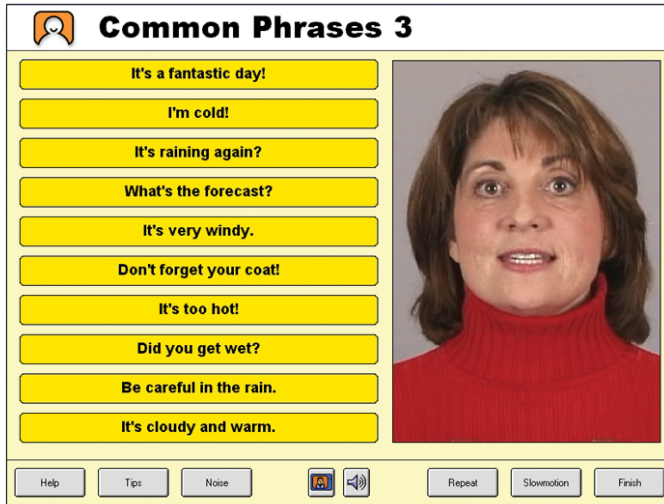 Common Phrases 3
It's a fantastic day!
I'm cold!
It's raining again?
What's the forecast?
It's very windy.
Don't forget your coat!
It's too hot!
Did you get wet?
Be careful in the rain.
It's cloudy and warm.
Help Tips Noise Repeat Slowmotion Finish